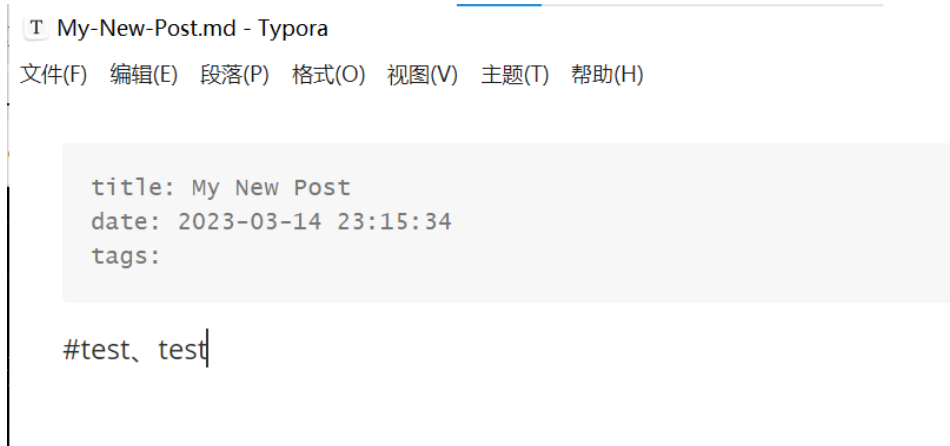 T My-New-Post.md - Typora
文件(F) 编辑(E) 段落(P) 格式(O) 视图(V) 主题(T) 帮助(H)
title: My New Post
date: 2023-03-14 23:15:34
tags:
#test、test